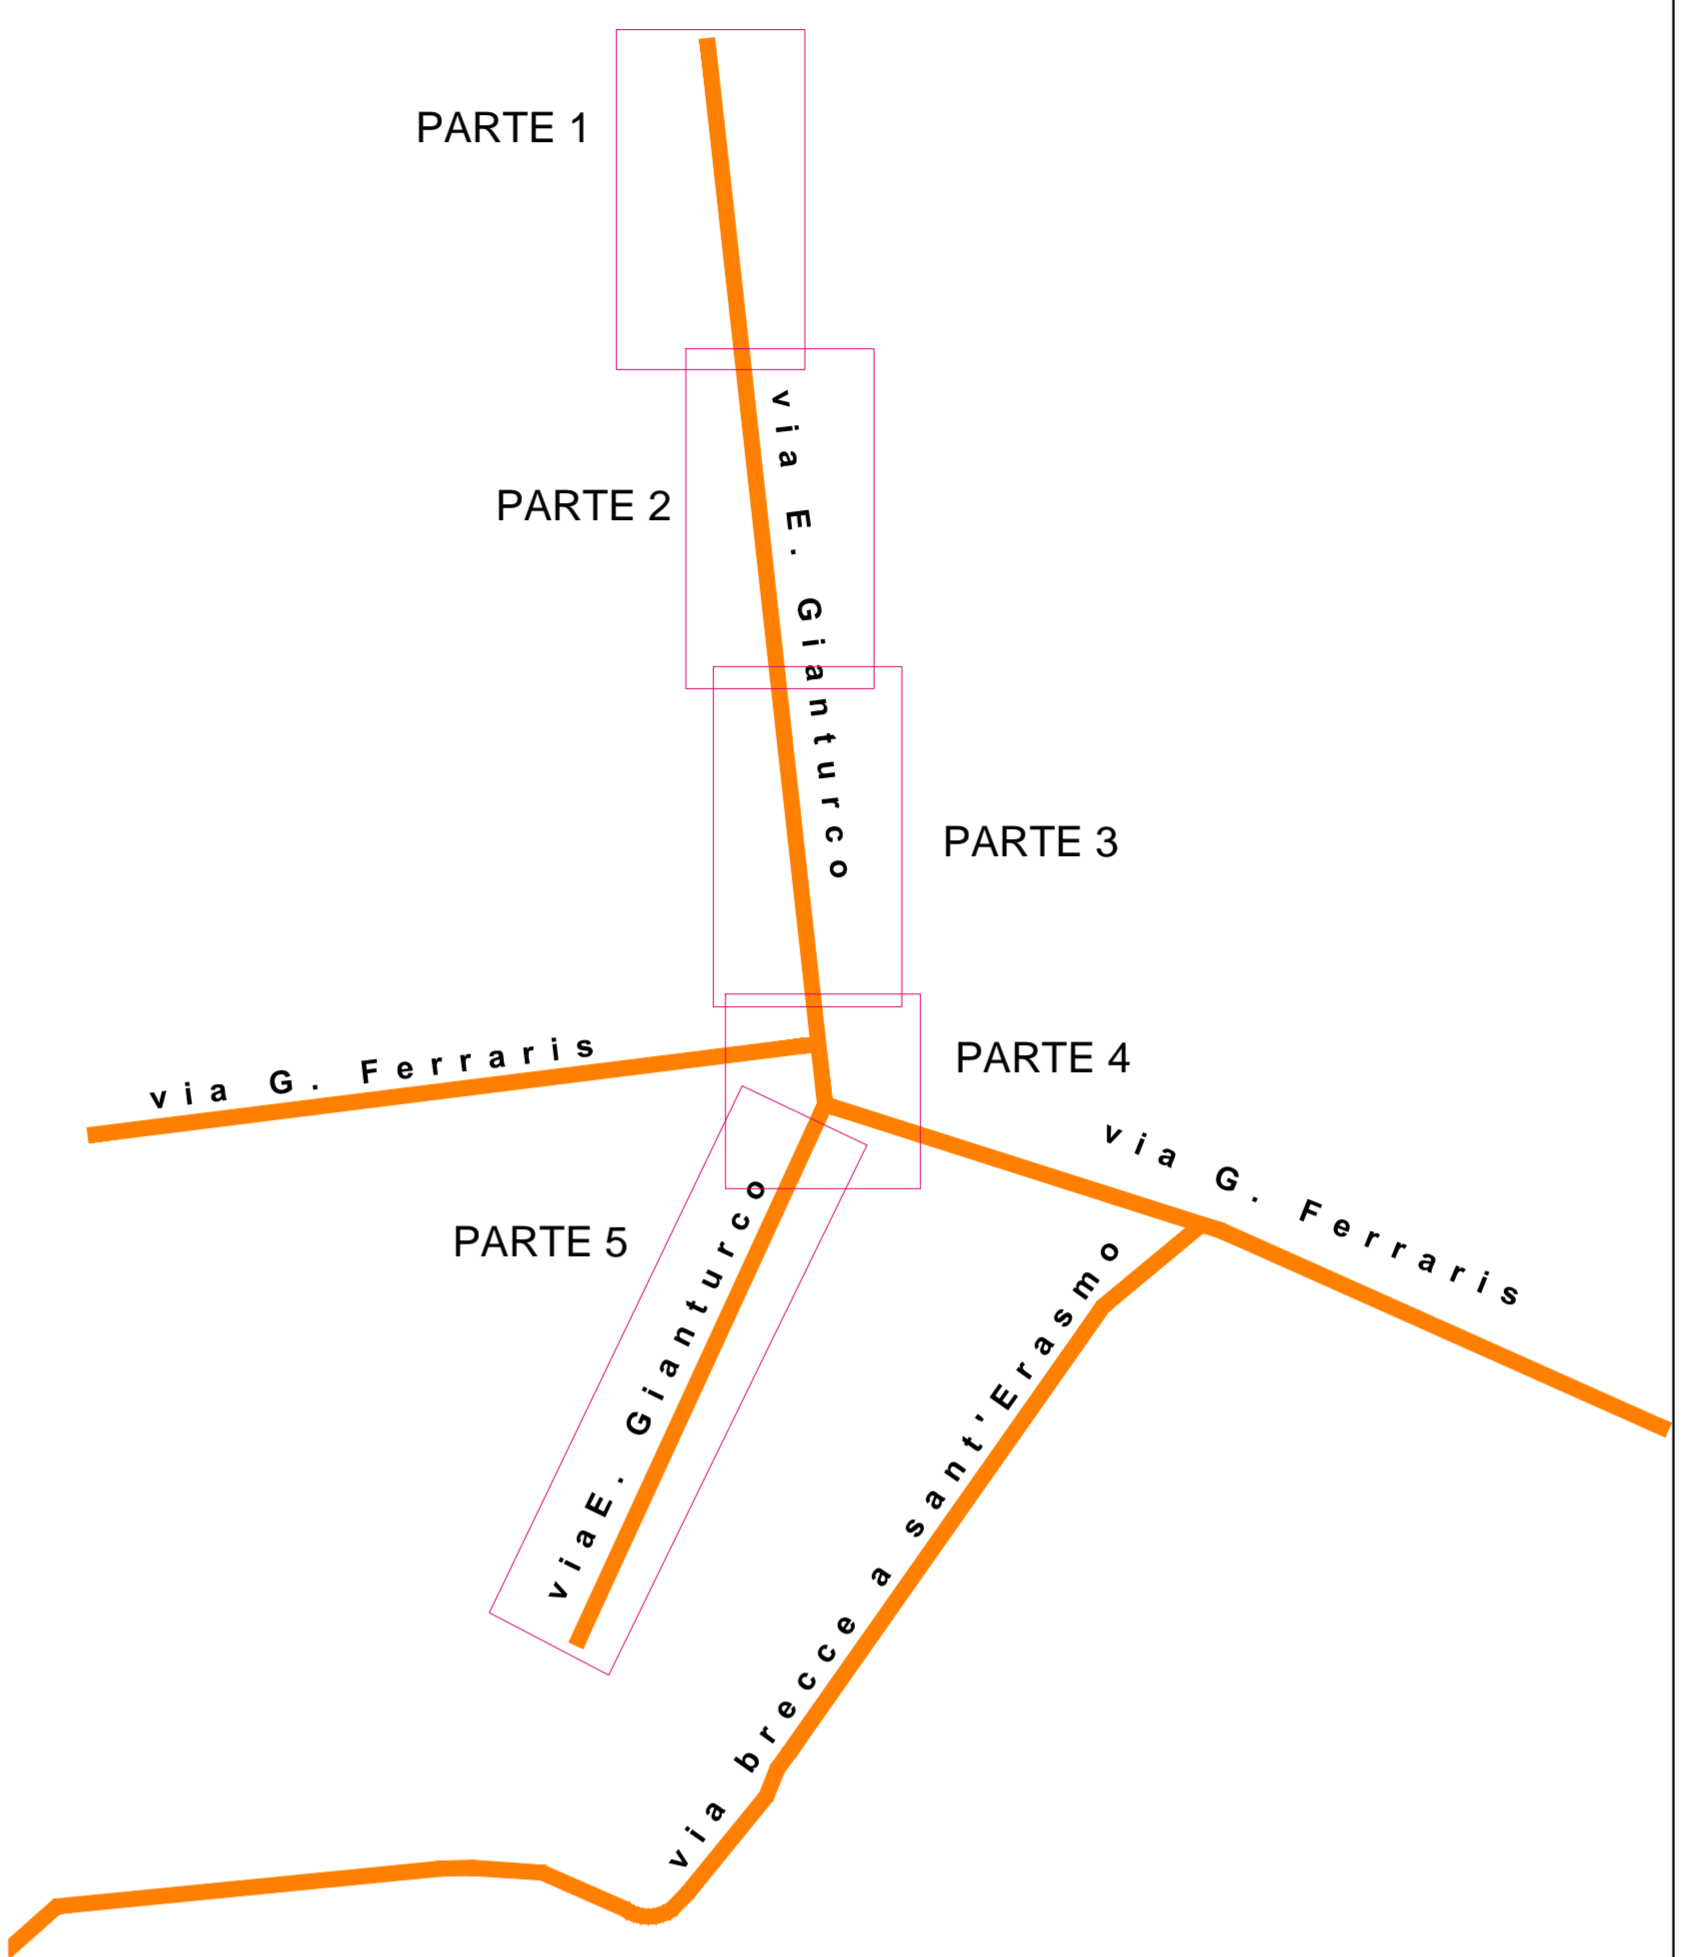 PARTE 1
PARTE 2
via E. Gianturco
PARTE 3
via G. Ferraris
PARTE 4
via G. Ferraris
PARTE 5
viaE. Gianturco
via brecce a sant'Erasmo